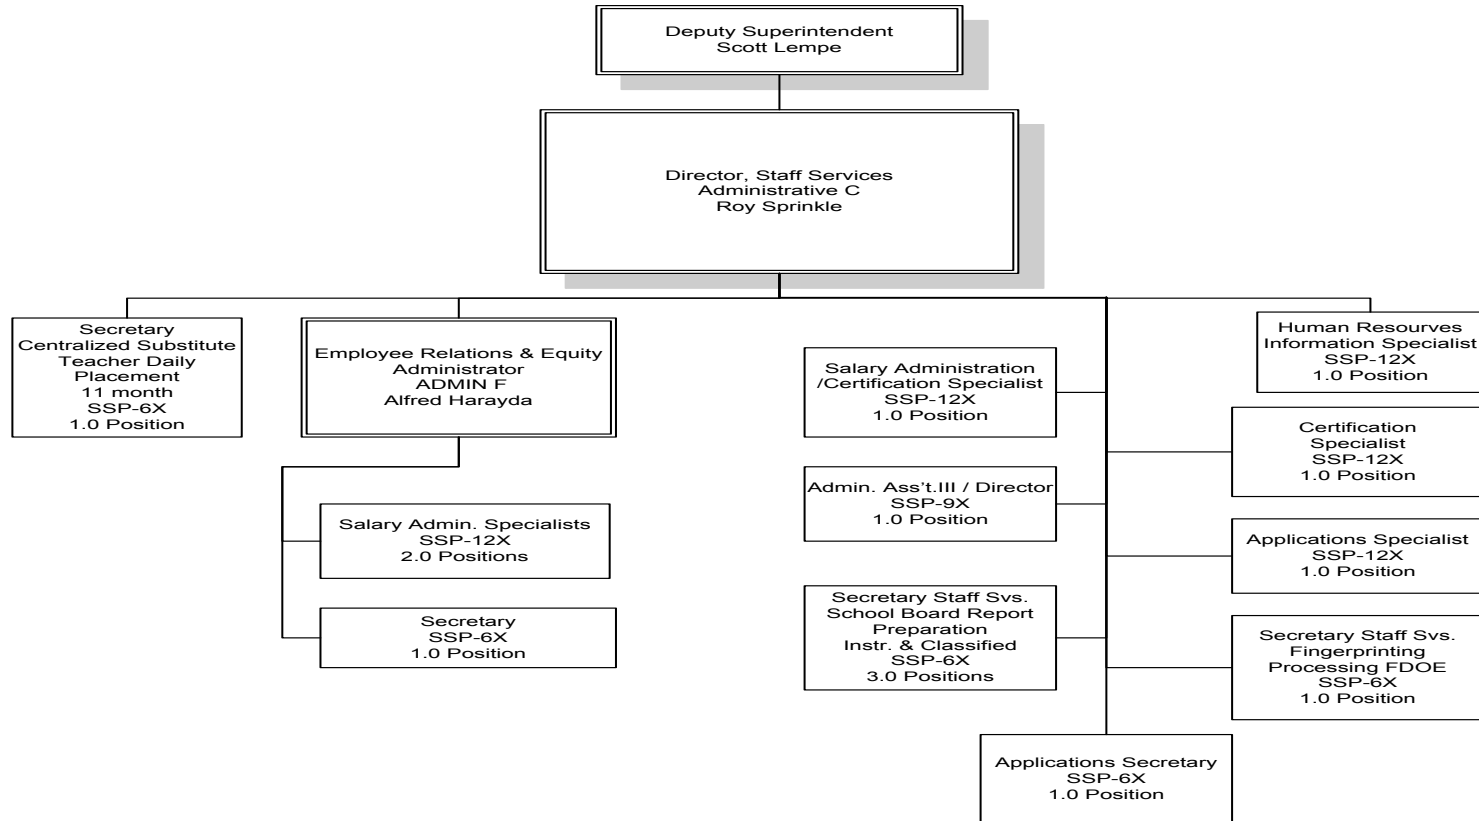 Deputy Superintendent
Scott Lempe
Director, Staff Services
Administrative C
Roy Sprinkle
Secretary
Centralized Substitute
Teacher Daily
Placement
11 month
SSP-6X
1.0 Position
Employee Relations & Equity
Administrator
ADMIN F
Alfred Harayda
Salary Admin. Specialists
SSP-12X
2.0 Positions
Secretary
SSP-6X
1.0 Position
Salary Administration
/Certification Specialist
SSP-12X
1.0 Position
Admin. Ass’t.III / Director
SSP-9X
1.0 Position
Secretary Staff Svs.
School Board Report
Preparation
Instr. & Classified
SSP-6X
3.0 Positions
Human Resourves
Information Specialist
SSP-12X
1.0 Position
Certification
Specialist
SSP-12X
1.0 Position
Applications Specialist
SSP-12X
1.0 Position
Secretary Staff Svs.
Fingerprinting
Processing FDOE
SSP-6X
1.0 Position
Applications Secretary
SSP-6X
1.0 Position